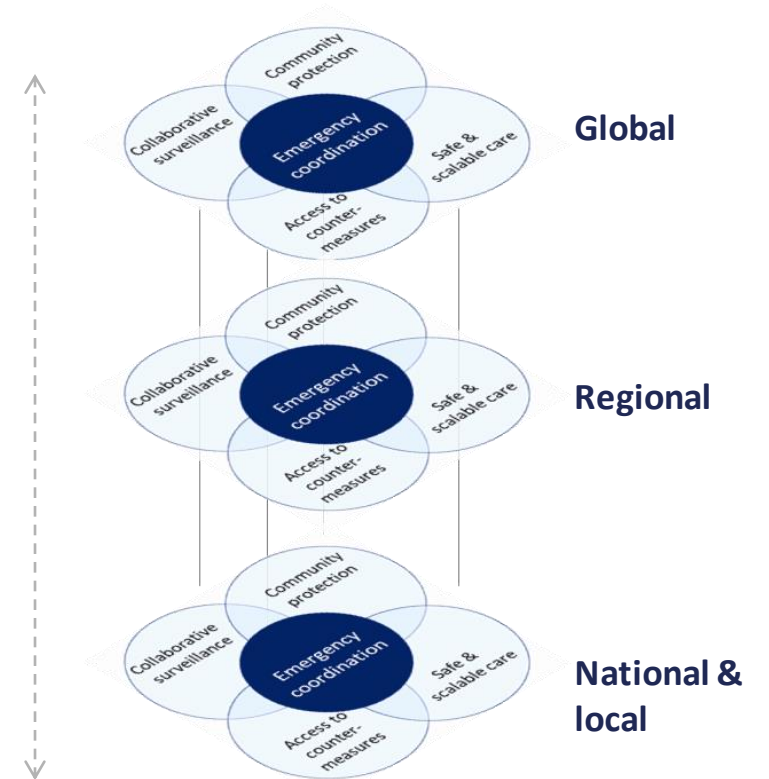 Community
protection
Collaborative
surveillance
Emergency
coordination
Safe &
scalable care
Access to
counter-
measures
Global
Community
protection
Collaborative
surveillance
Emergency
coordination
Safe &
scalable care
Access to
counter-
measures
Regional
Community
protection
Collaborative
surveillance
Emergency
coordination
Safe &
scalable care
Access to
counter-
measures
National &
local